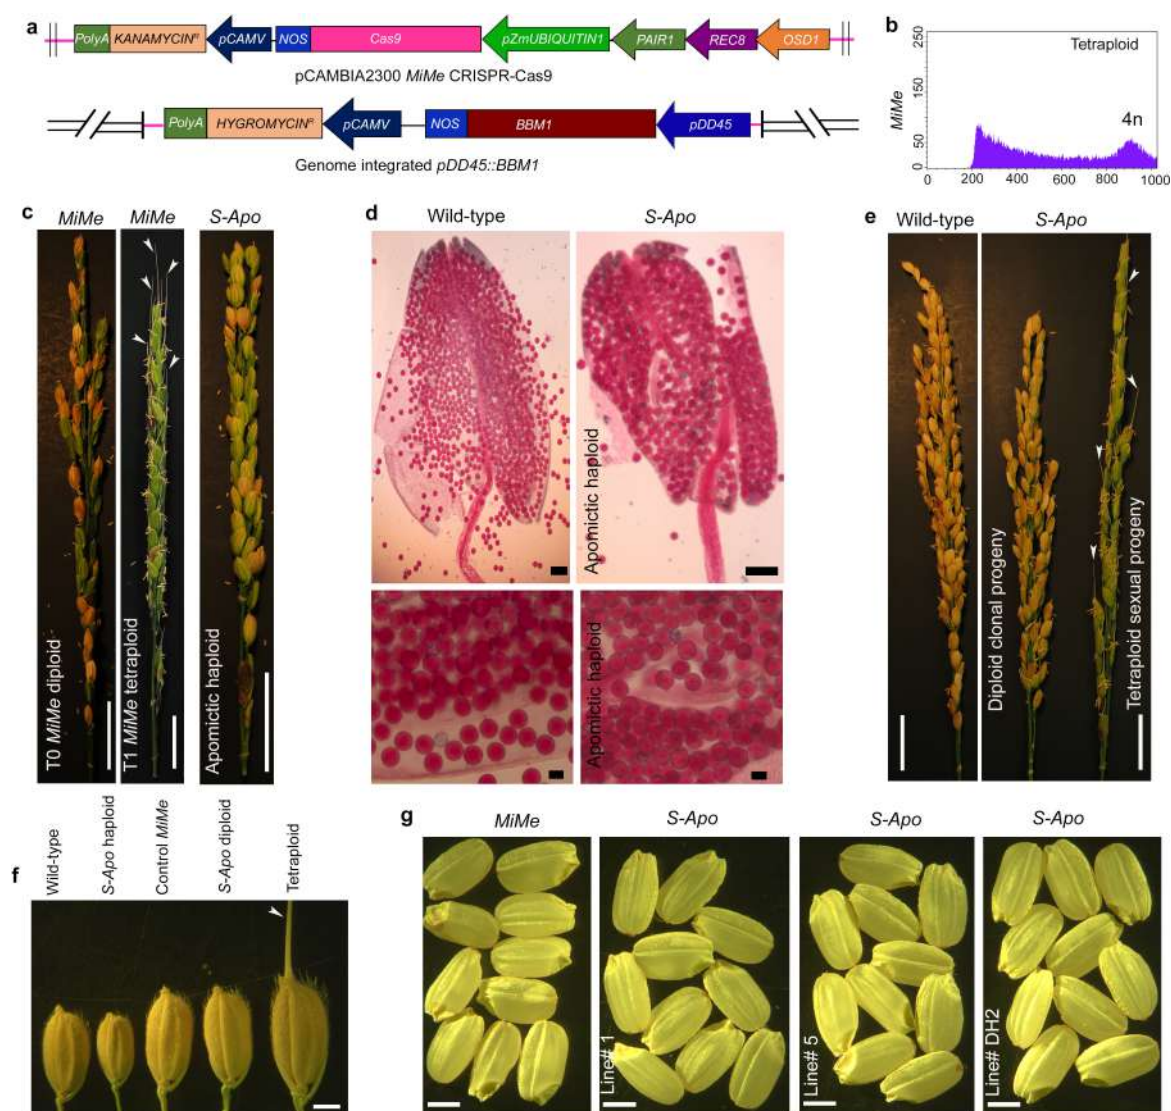 a
PolyA KANAMYCINᴿ pCAMV NOS Cas9 pZmUBIQUITIN1 PAIR1 REC8 OSD1
pCAMBIA2300 MiMe CRISPR-Cas9
PolyA HYGROMYCINᴿ pCAMV NOS BBM1 pDD45
Genome integrated pDD45::BBM1
b
Tetraploid
4n
MiMe
250
150
50
0
0 200 400 600 800 1000
c
MiMe MiMe S-Apo
T0 MiMe diploid
T1 MiMe tetraploid
Apomictic haploid
d
Wild-type S-Apo
Apomictic haploid
Apomictic haploid
e
Wild-type S-Apo
Diploid clonal progeny
Tetraploid sexual progeny
f
Wild-type
S-Apo haploid
Control MiMe
S-Apo diploid
Tetraploid
g
MiMe S-Apo S-Apo S-Apo
Line# 1
Line# 5
Line# DH2